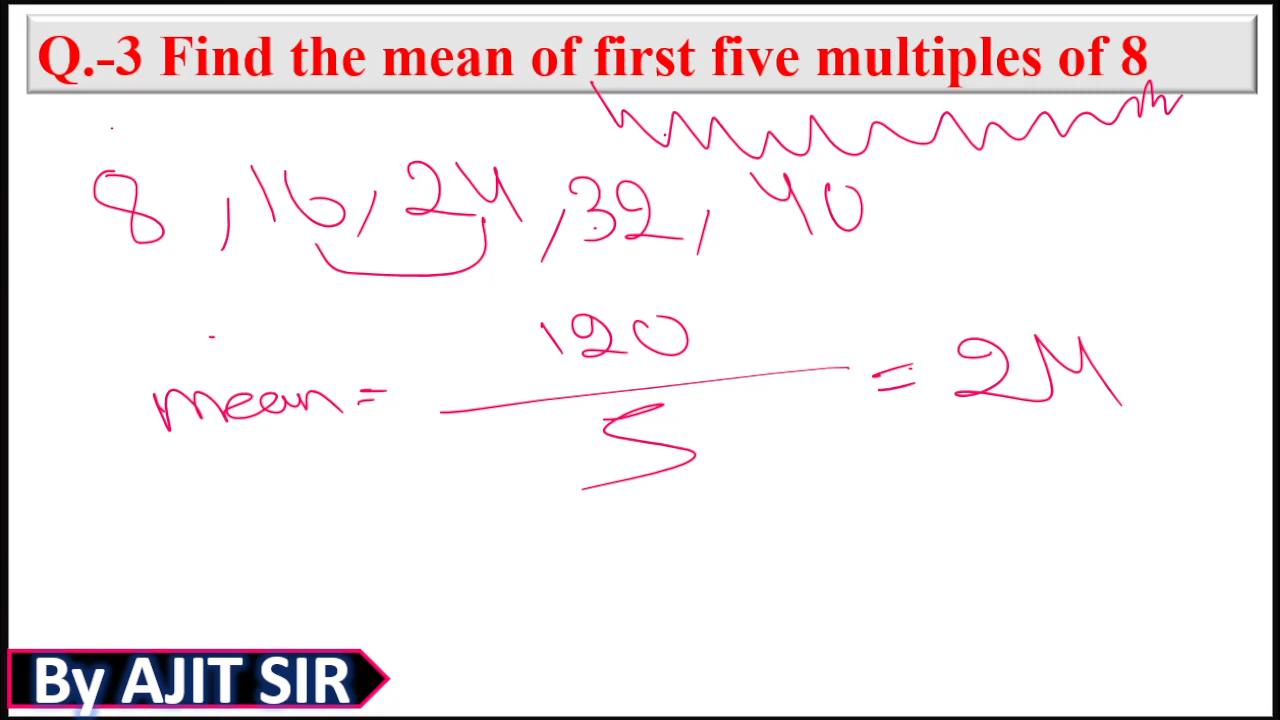 Q.-3 Find the mean of first five multiples of 8
8, 16, 24, 32, 40
120
mean = = 24
5
By AJIT SIR